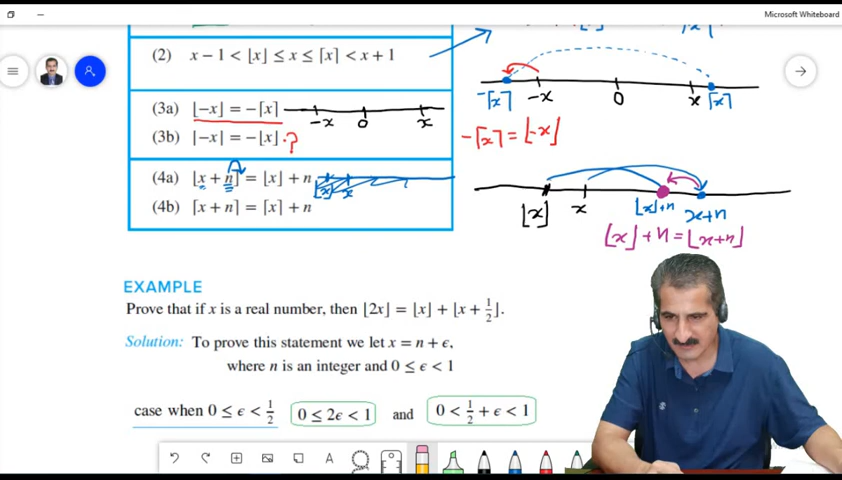 Microsoft Whiteboard
(2) x − 1 < ⌊x⌋ ≤ x ≤ ⌈x⌉ < x + 1
(3a) ⌊−x⌋ = −⌈x⌉
−x 0 x
(3b) ⌈−x⌉ = −⌊x⌋ ?
(4a) ⌊x + n⌋ = ⌊x⌋ + n
⌊x⌋ x
(4b) ⌈x + n⌉ = ⌈x⌉ + n
−⌈x⌉ −x 0 x ⌈x⌉
−⌈x⌉ = ⌊−x⌋
⌊x⌋ x ⌊x⌋+n x+n
⌊x⌋ + n = ⌊x+n⌋
EXAMPLE
Prove that if x is a real number, then ⌊2x⌋ = ⌊x⌋ + ⌊x + 1/2⌋.
Solution: To prove this statement we let x = n + ϵ,
where n is an integer and 0 ≤ ϵ < 1
case when 0 ≤ ϵ < 1/2 0 ≤ 2ϵ < 1 and 0 < 1/2 + ϵ < 1